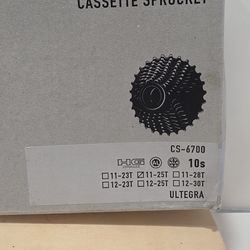 CASSETTE SPROCKET
CS-6700
HG 10s
☐ 11-23T ☑ 11-25T ☐ 11-28T
☐ 12-23T ☐ 12-25T ☐ 12-30T
ULTEGRA